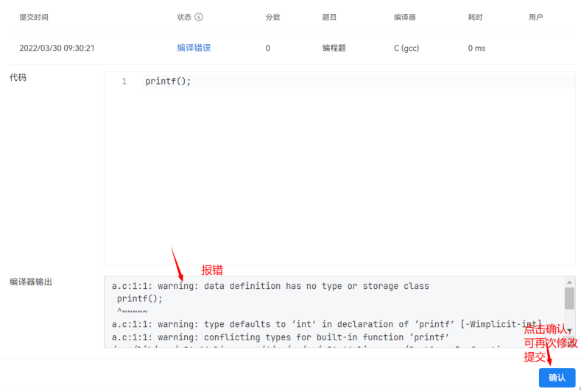 提交时间 状态 分数 题目 编译器 耗时 用户
2022/03/30 09:30:21 编译错误 0 编程题 C (gcc) 0 ms
代码
1 printf();
报错
编译器输出
a.c:1:1: warning: data definition has no type or storage class
printf();
^~~~~~
a.c:1:1: warning: type defaults to ‘int’ in declaration of ‘printf’ [-Wimplicit-int]
a.c:1:1: warning: conflicting types for built-in function ‘printf’
点击确认,
可再次修改
提交
确认